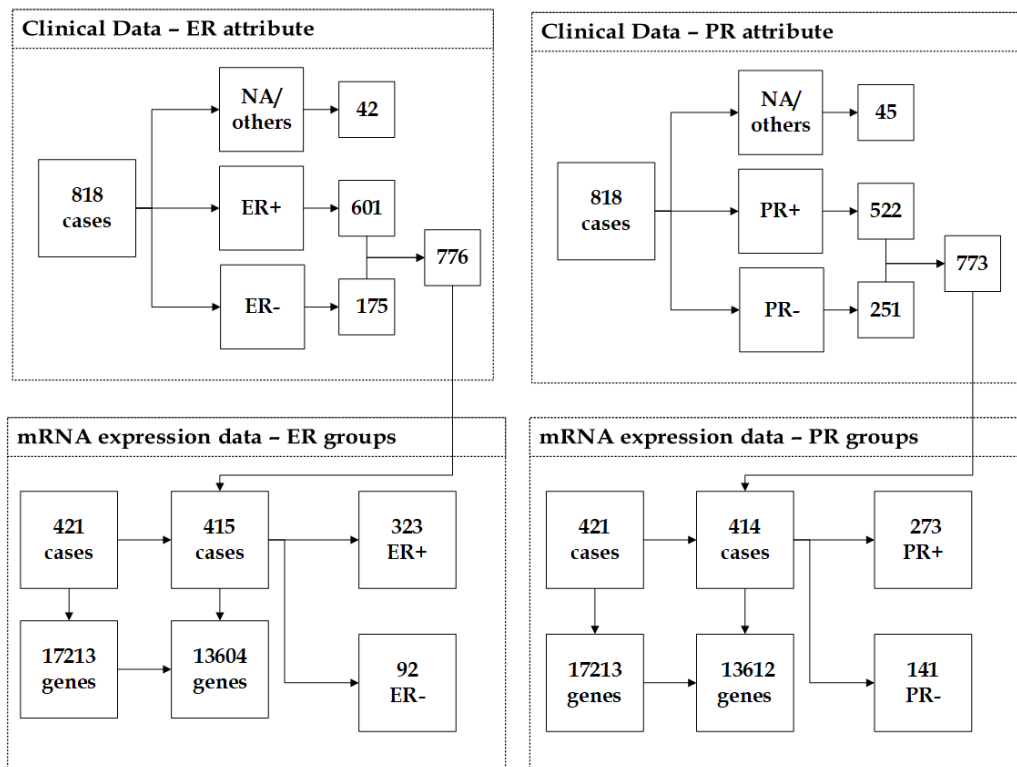 Clinical Data – ER attribute
NA/
others
42
818
cases
ER+
601
776
ER-
175
Clinical Data – PR attribute
NA/
others
45
818
cases
PR+
522
773
PR-
251
mRNA expression data – ER groups
421
cases
415
cases
323
ER+
17213
genes
13604
genes
92
ER-
mRNA expression data – PR groups
421
cases
414
cases
273
PR+
17213
genes
13612
genes
141
PR-